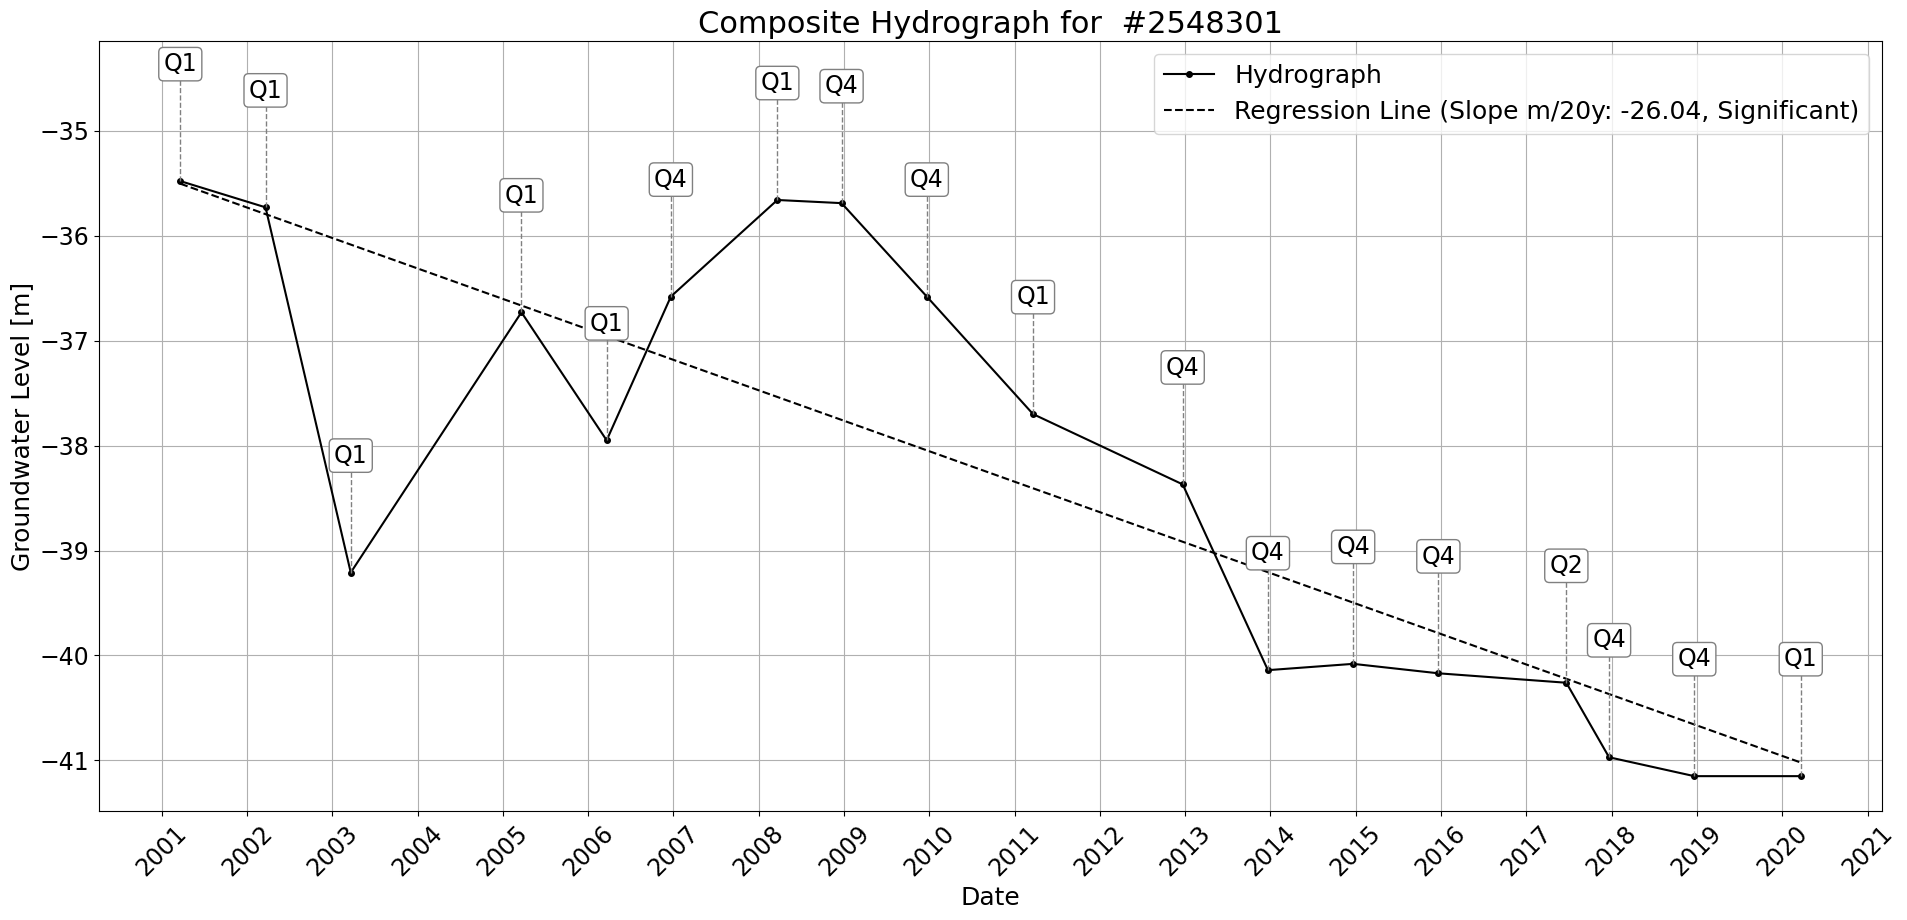 Composite Hydrograph for  #2548301
Hydrograph
Regression Line (Slope m/20y: -26.04, Significant)
Q1
Q1
Q1
Q1
Q1
Q4
Q1
Q4
Q4
Q1
Q4
Q4
Q4
Q4
Q2
Q4
Q4
Q1
Groundwater Level [m]
−35
−36
−37
−38
−39
−40
−41
2001
2002
2003
2004
2005
2006
2007
2008
2009
2010
2011
2012
2013
2014
2015
2016
2017
2018
2019
2020
2021
Date